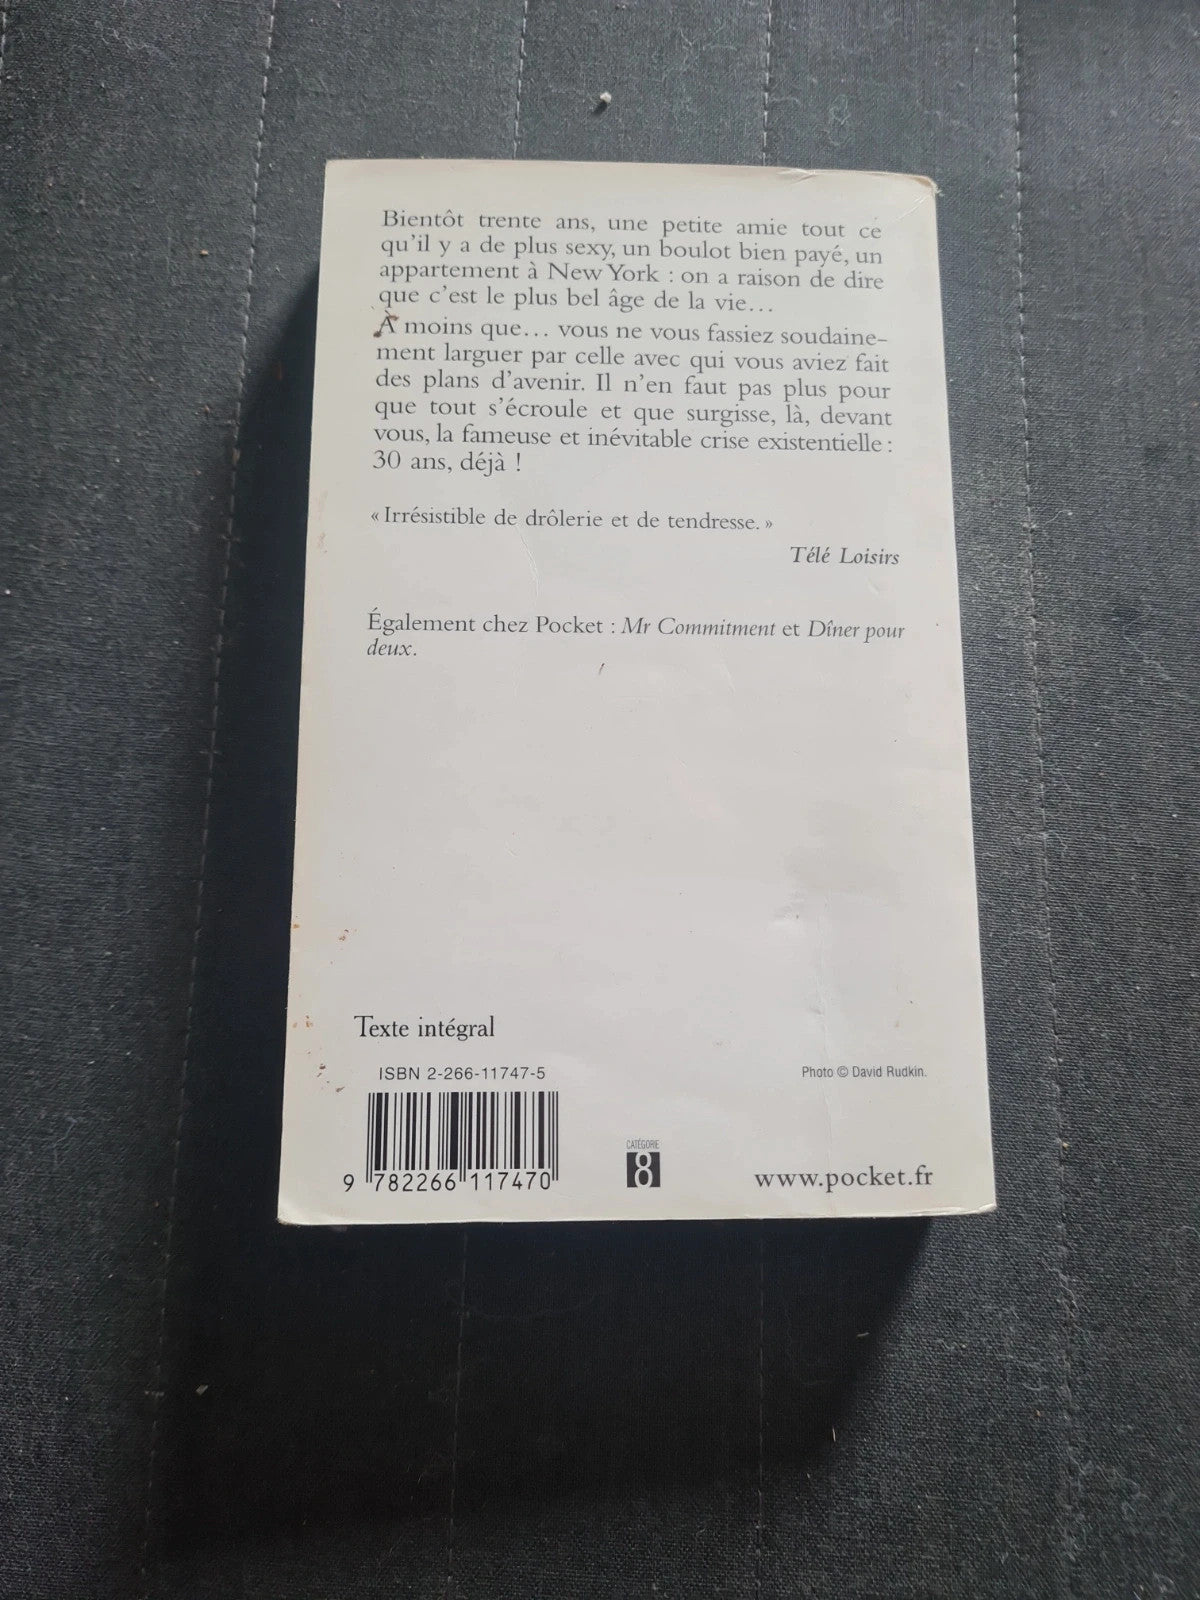 Bientôt trente ans, une petite amie tout ce
qu'il y a de plus sexy, un boulot bien payé, un
appartement à New York : on a raison de dire
que c'est le plus bel âge de la vie...
À moins que... vous ne vous fassiez soudaine-
ment larguer par celle avec qui vous aviez fait
des plans d'avenir. Il n'en faut pas plus pour
que tout s'écroule et que surgisse, là, devant
vous, la fameuse et inévitable crise existentielle :
30 ans, déjà !
« Irrésistible de drôlerie et de tendresse. »
Télé Loisirs
Également chez Pocket : Mr Commitment et Dîner pour
deux.
Texte intégral
ISBN 2-266-11747-5
Photo © David Rudkin.
9 782266 117470
CATÉGORIE
8
www.pocket.fr